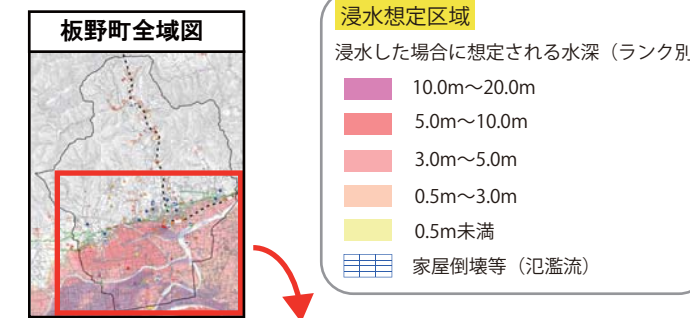 板野町全域図
浸水想定区域
浸水した場合に想定される水深（ランク別
10.0m〜20.0m
5.0m〜10.0m
3.0m〜5.0m
0.5m〜3.0m
0.5m未満
家屋倒壊等（氾濫流）